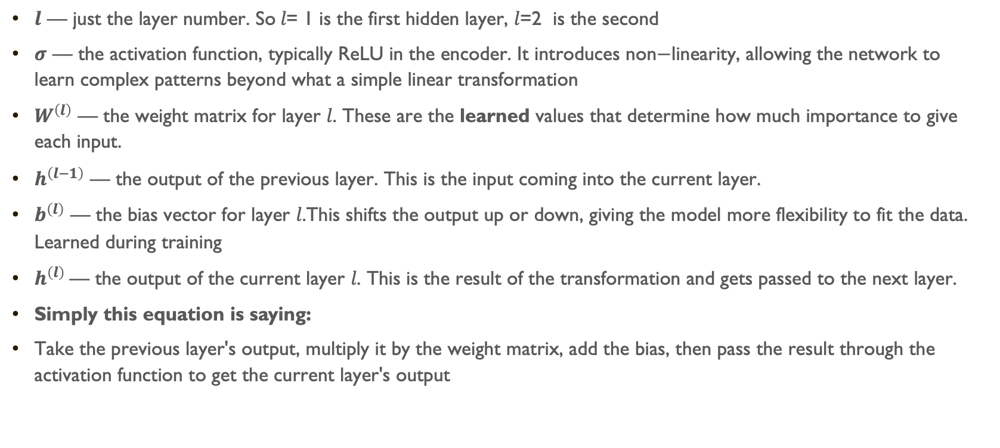 • l — just the layer number. So l= 1 is the first hidden layer, l=2 is the second
• σ — the activation function, typically ReLU in the encoder. It introduces non−linearity, allowing the network to
learn complex patterns beyond what a simple linear transformation
• W^(l) — the weight matrix for layer l. These are the learned values that determine how much importance to give
each input.
• h^(l−1) — the output of the previous layer. This is the input coming into the current layer.
• b^(l) — the bias vector for layer l.This shifts the output up or down, giving the model more flexibility to fit the data.
Learned during training
• h^(l) — the output of the current layer l. This is the result of the transformation and gets passed to the next layer.
• Simply this equation is saying:
• Take the previous layer's output, multiply it by the weight matrix, add the bias, then pass the result through the
activation function to get the current layer's output